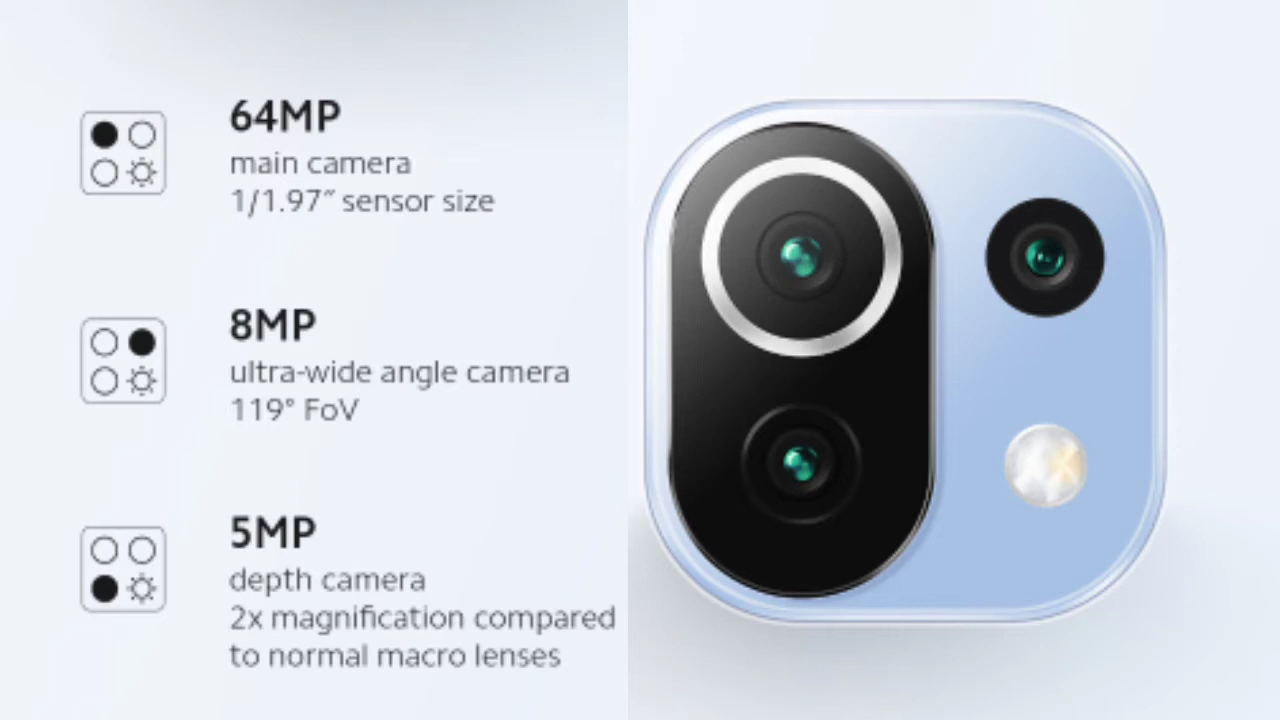 64MP
main camera
1/1.97″ sensor size
8MP
ultra-wide angle camera
119° FoV
5MP
depth camera
2x magnification compared
to normal macro lenses